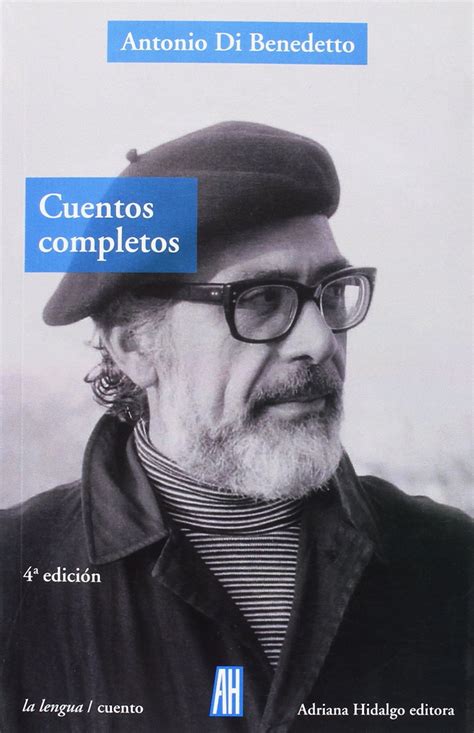 Antonio Di Benedetto
Cuentos
completos
4ª edición
AH
la lengua / cuento
Adriana Hidalgo editora